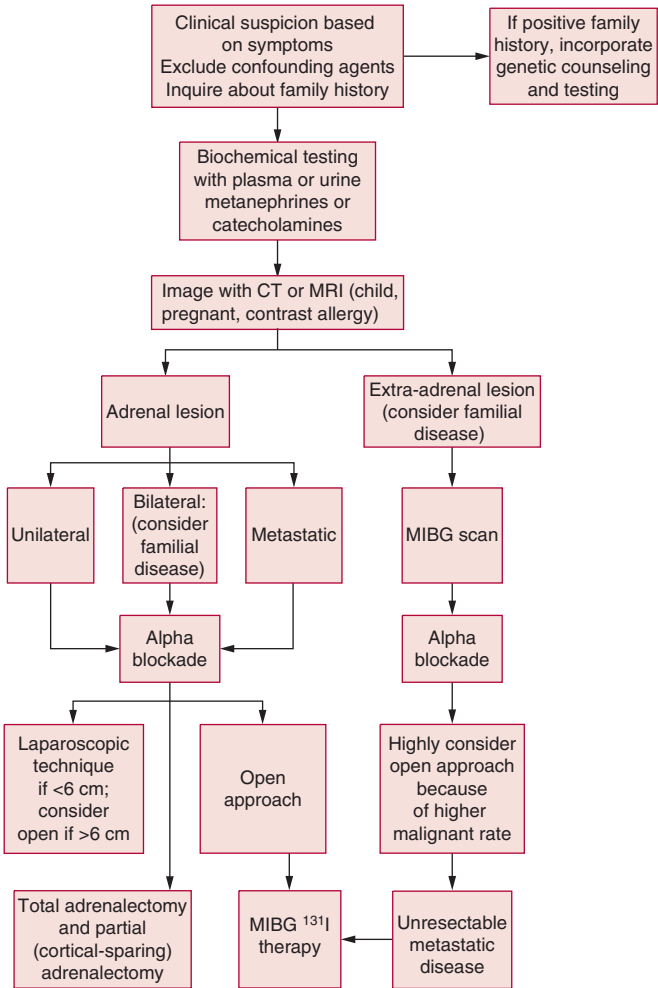 Clinical suspicion based
on symptoms
Exclude confounding agents
Inquire about family history
If positive family
history, incorporate
genetic counseling
and testing
Biochemical testing
with plasma or urine
metanephrines or
catecholamines
Image with CT or MRI (child,
pregnant, contrast allergy)
Adrenal lesion
Extra-adrenal lesion
(consider familial
disease)
Unilateral
Bilateral:
(consider
familial
disease)
Metastatic
MIBG scan
Alpha
blockade
Alpha
blockade
Laparoscopic
technique
if <6 cm;
consider
open if >6 cm
Open
approach
Highly consider
open approach
because
of higher
malignant rate
Total adrenalectomy
and partial
(cortical-sparing)
adrenalectomy
MIBG ¹³¹I
therapy
Unresectable
metastatic
disease